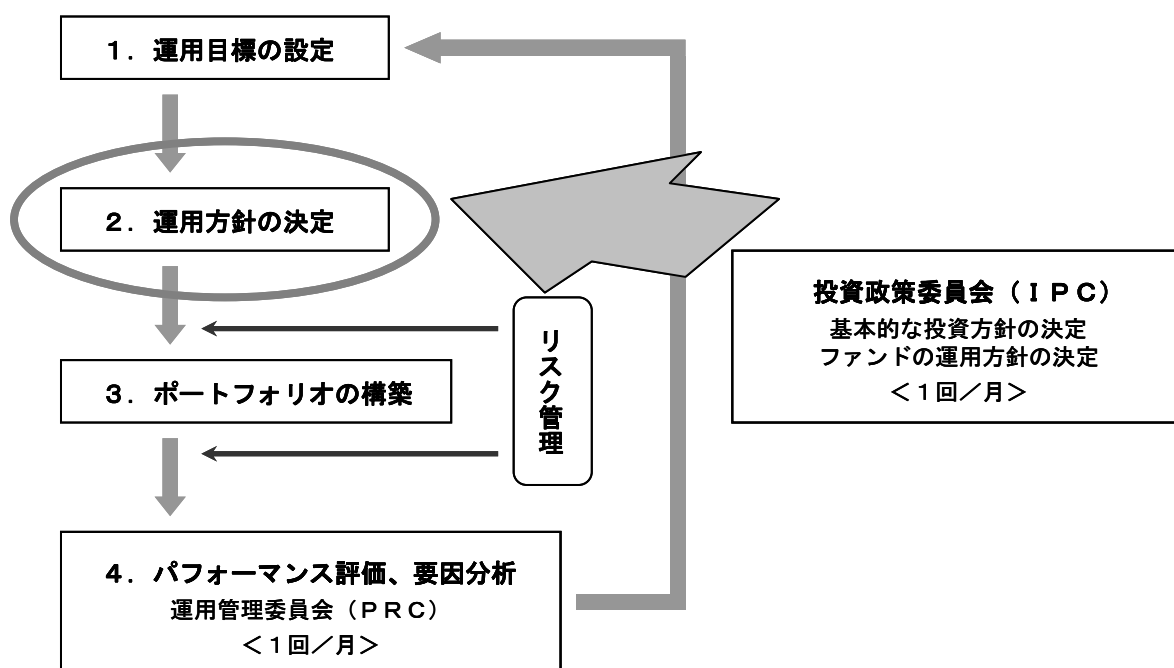 １．運用目標の設定
２．運用方針の決定
３．ポートフォリオの構築
リスク管理
４．パフォーマンス評価、要因分析
運用管理委員会（ＰＲＣ）
＜１回／月＞
投資政策委員会（ＩＰＣ）
基本的な投資方針の決定
ファンドの運用方針の決定
＜１回／月＞